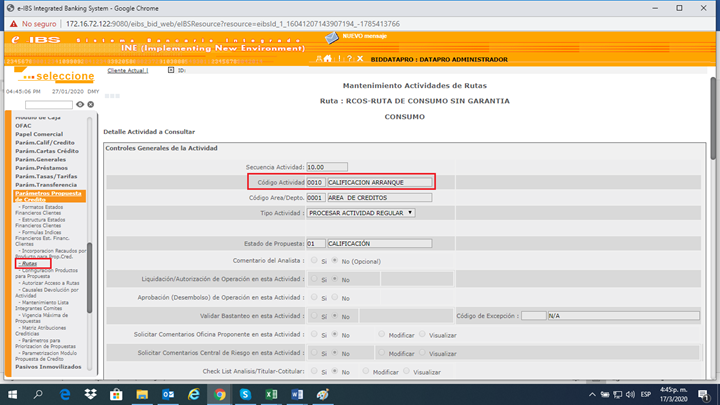 e-IBS Integrated Banking System - Google Chrome
No seguro | 172.16.72.122:9080/eibs_bid_web/eIBSResource?resource=eibsId_1_16041207143907194_-1785413766
e IBS Sistema Bancario Integrado
NUEVO mensaje
INE (Implementing New Environment)
BIDDATAPRO | DATAPRO ADMINISTRADOR
...seleccione
Cliente Actual |
ID:
04:45:06 PM 27/01/2020 DMY
Mantenimiento Actividades de Rutas
Ruta : RCOS-RUTA DE CONSUMO SIN GARANTIA
CONSUMO
Modulo de Caja
OFAC
Papel Comercial
Parám.Calif/Credito
Parám.Cartas Crédito
Parám.Generales
Parám.Préstamos
Parám.Tasas/Tarifas
Parám.Transferencia
Parámetros Propuesta de Crédito
- Formatos Estados Financieros Clientes
- Estructura Estados Financieros Clientes
- Formulas Indices Financieros Est. Financ. Clientes
- Incorporacion Recaudos por Producto para Prop.Cred.
- Rutas
- Configuración Productos para Propuesta
- Autorizar Acceso a Rutas
- Causales Devolución por Actividad
- Mantenimiento Lista Integrantes Comites
- Vigencia Máxima de Propuestas
- Matriz Atribuciones Crediticias
- Parámetros para Priorizacion de Propuestas
- Parametrizacion Modulo Propuesta de Credito
Pasivos Inmovilizados
Detalle Actividad a Consultar
Controles Generales de la Actividad
Secuencia Actividad: 10.00
Código Actividad 0010 CALIFICACION ARRANQUE
Código Area/Depto. 0001 AREA DE CREDITOS
Tipo Actividad : PROCESAR ACTIVIDAD REGULAR
Estado de Propuesta: 01 CALIFICACIÓN
Comentario del Analista : Si No (Opcional)
Liquidación/Autorización de Operación en esta Actividad : Si No
Aprobación (Desembolso) de Operación en esta Actividad : Si No
Validar Bastanteo en esta Actividad : Si No Código de Excepción : N/A
Solicitar Comentarios Oficina Proponente en esta Actividad : Si No Modificar Visualizar
Solicitar Comentarios Central de Riesgo en esta Actividad : Si No Modificar Visualizar
Check List Analisis/Titular-Cotitular: Si No Modificar Visualizar
ESP
4:45p. m.
17/3/2020